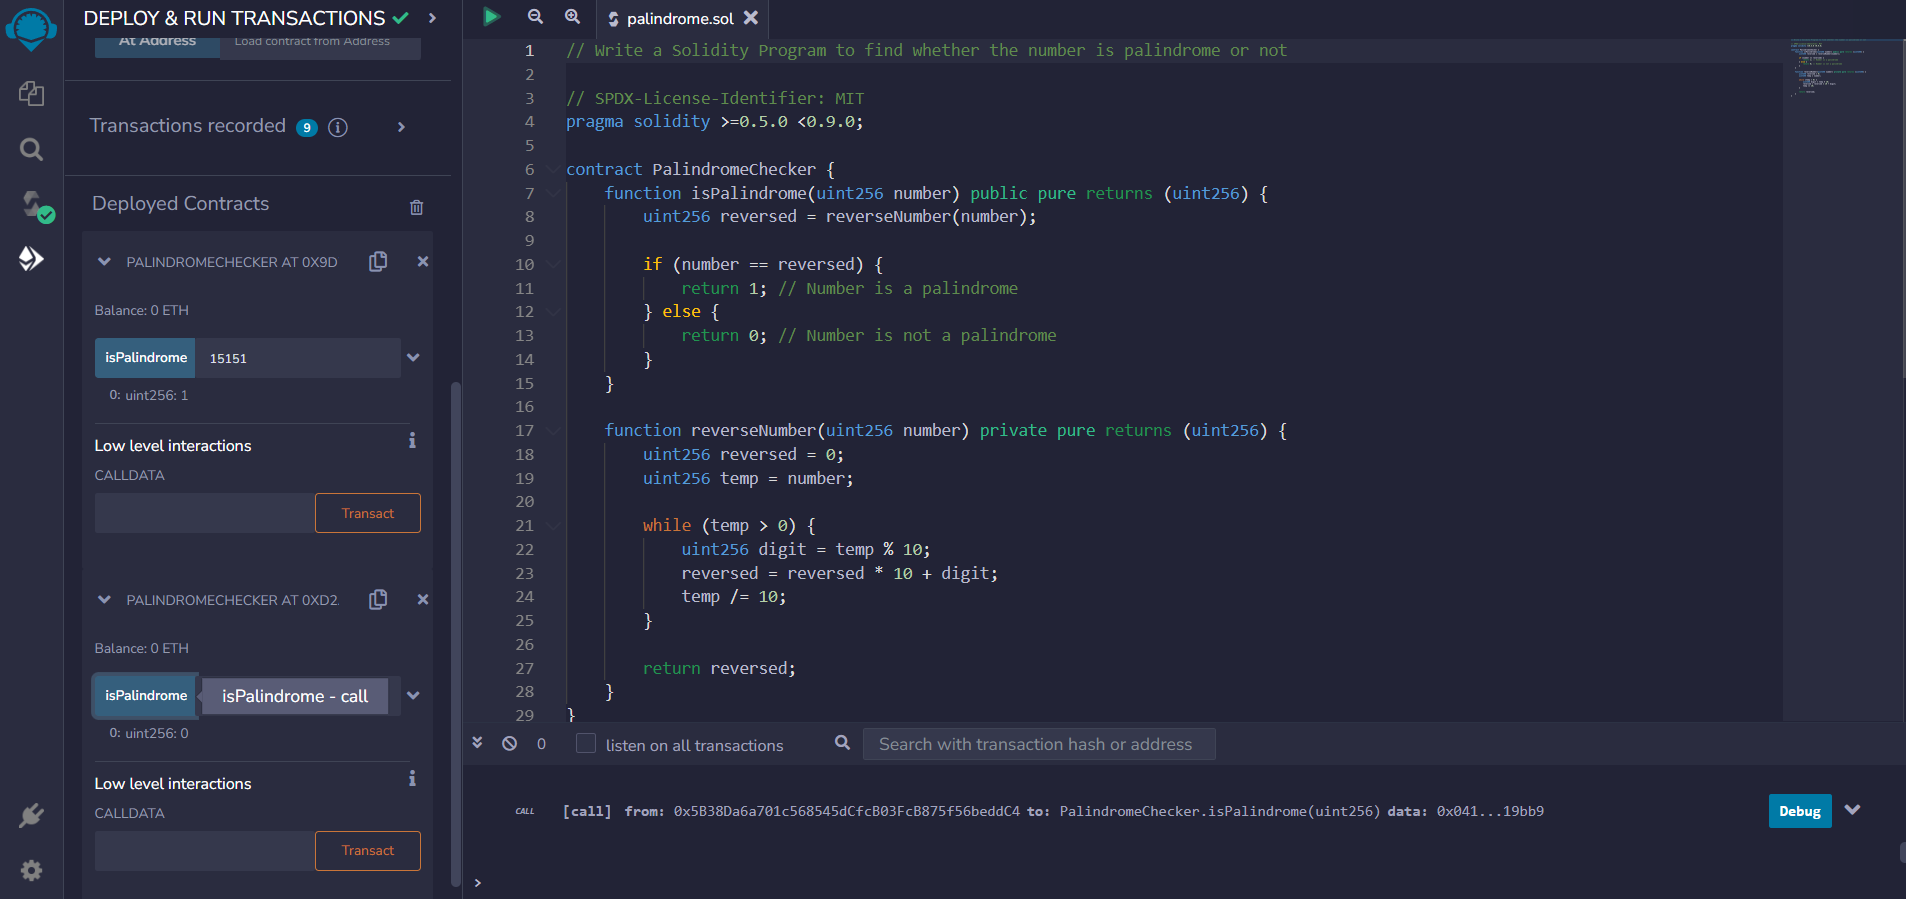 DEPLOY & RUN TRANSACTIONS
At Address Load contract from Address
Transactions recorded 9
Deployed Contracts
PALINDROMECHECKER AT 0X9D
Balance: 0 ETH
isPalindrome 15151
0: uint256: 1
Low level interactions
CALLDATA
Transact
PALINDROMECHECKER AT 0XD2
Balance: 0 ETH
isPalindrome isPalindrome - call
0: uint256: 0
Low level interactions
CALLDATA
Transact
palindrome.sol
1 // Write a Solidity Program to find whether the number is palindrome or not
2
3 // SPDX-License-Identifier: MIT
4 pragma solidity >=0.5.0 <0.9.0;
5
6 contract PalindromeChecker {
7 function isPalindrome(uint256 number) public pure returns (uint256) {
8 uint256 reversed = reverseNumber(number);
9
10 if (number == reversed) {
11 return 1; // Number is a palindrome
12 } else {
13 return 0; // Number is not a palindrome
14 }
15 }
16
17 function reverseNumber(uint256 number) private pure returns (uint256) {
18 uint256 reversed = 0;
19 uint256 temp = number;
20
21 while (temp > 0) {
22 uint256 digit = temp % 10;
23 reversed = reversed * 10 + digit;
24 temp /= 10;
25 }
26
27 return reversed;
28 }
29 }
0 listen on all transactions Search with transaction hash or address
CALL [call] from: 0x5B38Da6a701c568545dCfcB03FcB875f56beddC4 to: PalindromeChecker.isPalindrome(uint256) data: 0x041...19bb9 Debug
>